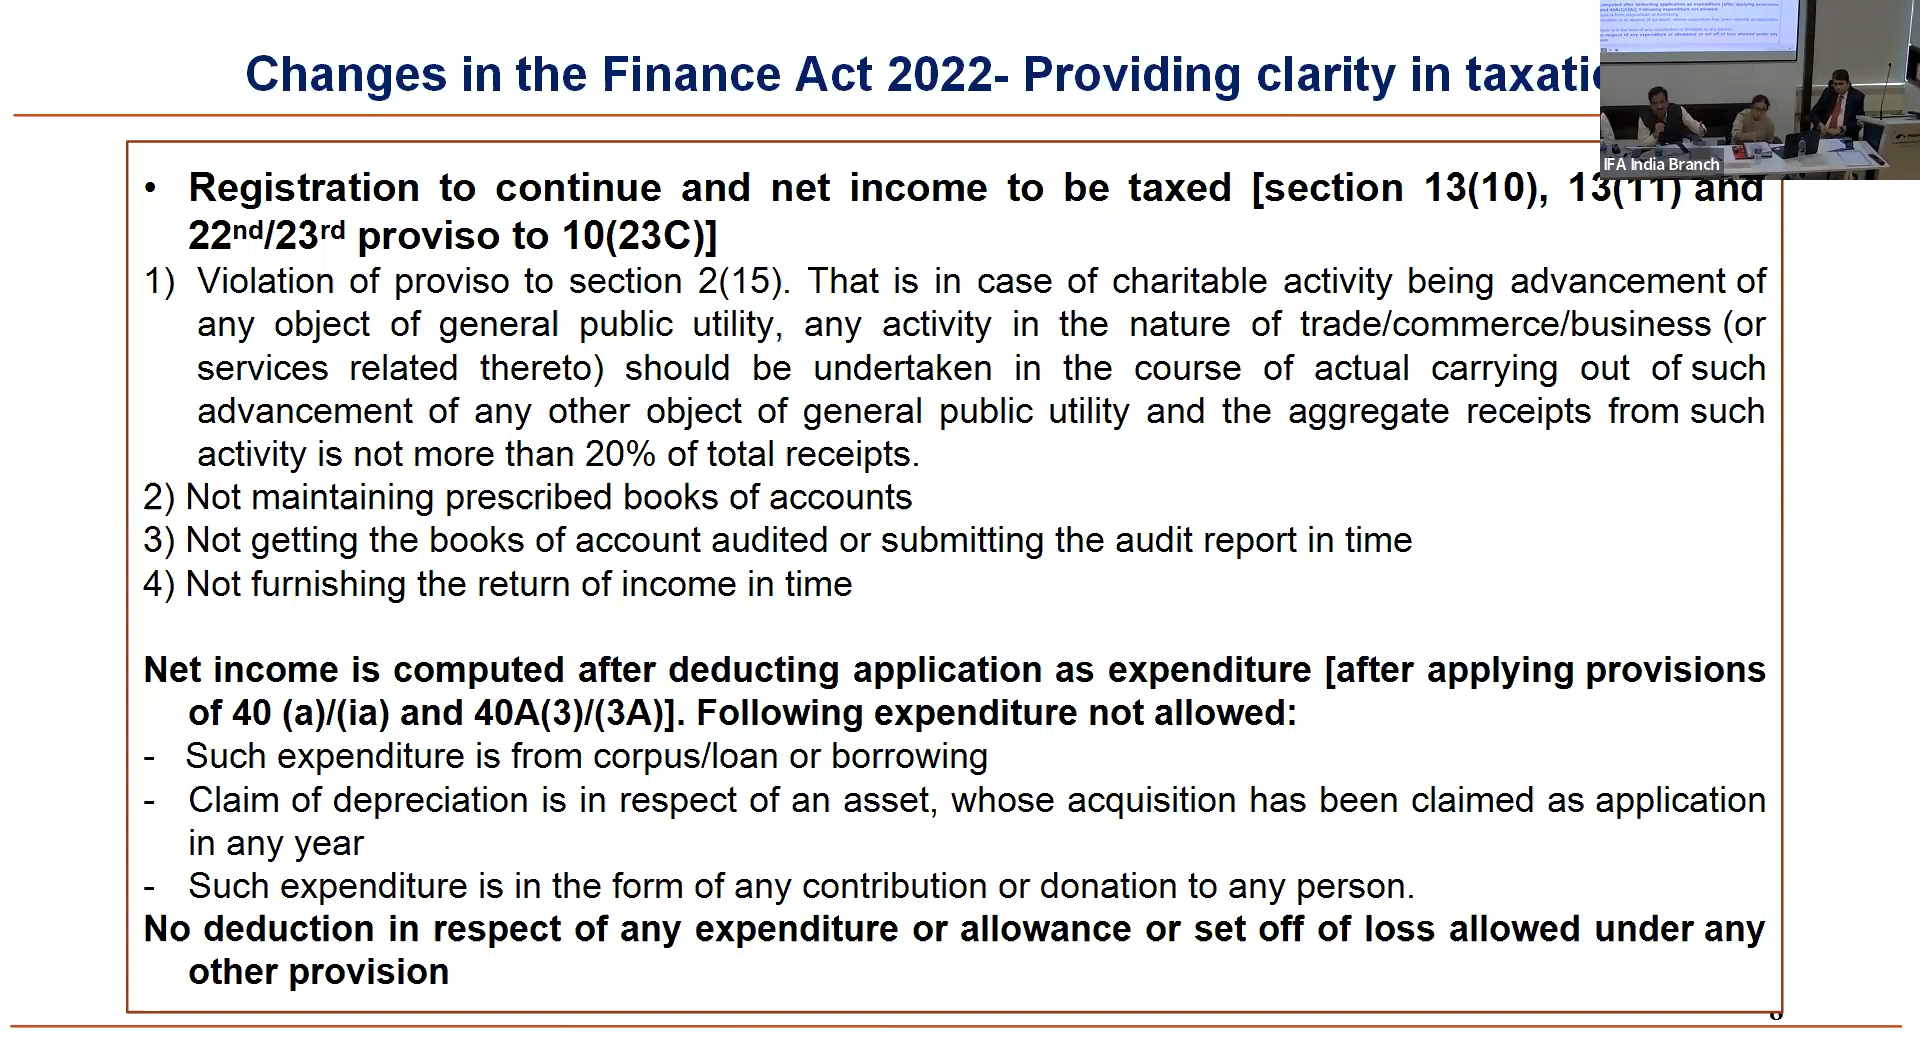 Changes in the Finance Act 2022- Providing clarity in taxatio
IFA India Branch
• Registration to continue and net income to be taxed [section 13(10), 13(11) and
22nd/23rd proviso to 10(23C)]
1) Violation of proviso to section 2(15). That is in case of charitable activity being advancement of
any object of general public utility, any activity in the nature of trade/commerce/business (or
services related thereto) should be undertaken in the course of actual carrying out of such
advancement of any other object of general public utility and the aggregate receipts from such
activity is not more than 20% of total receipts.
2) Not maintaining prescribed books of accounts
3) Not getting the books of account audited or submitting the audit report in time
4) Not furnishing the return of income in time
Net income is computed after deducting application as expenditure [after applying provisions
of 40 (a)/(ia) and 40A(3)/(3A)]. Following expenditure not allowed:
- Such expenditure is from corpus/loan or borrowing
- Claim of depreciation is in respect of an asset, whose acquisition has been claimed as application
in any year
- Such expenditure is in the form of any contribution or donation to any person.
No deduction in respect of any expenditure or allowance or set off of loss allowed under any
other provision